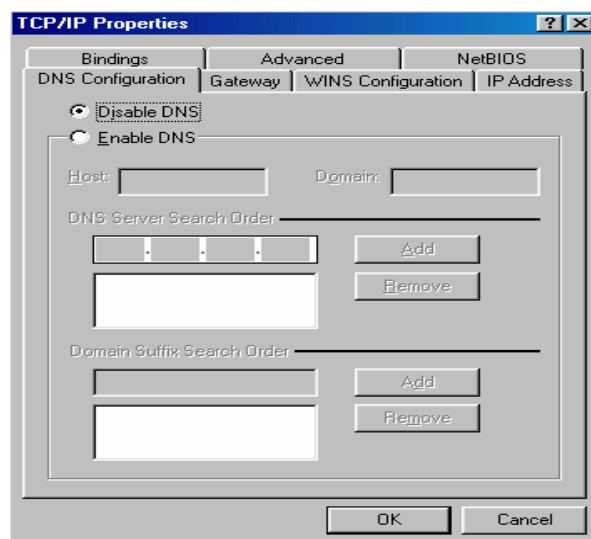 TCP/IP Properties
Bindings Advanced NetBIOS
DNS Configuration Gateway WINS Configuration IP Address
Disable DNS
Enable DNS
Host: Domain:
DNS Server Search Order
. . . Add
Remove
Domain Suffix Search Order
Add
Remove
OK Cancel